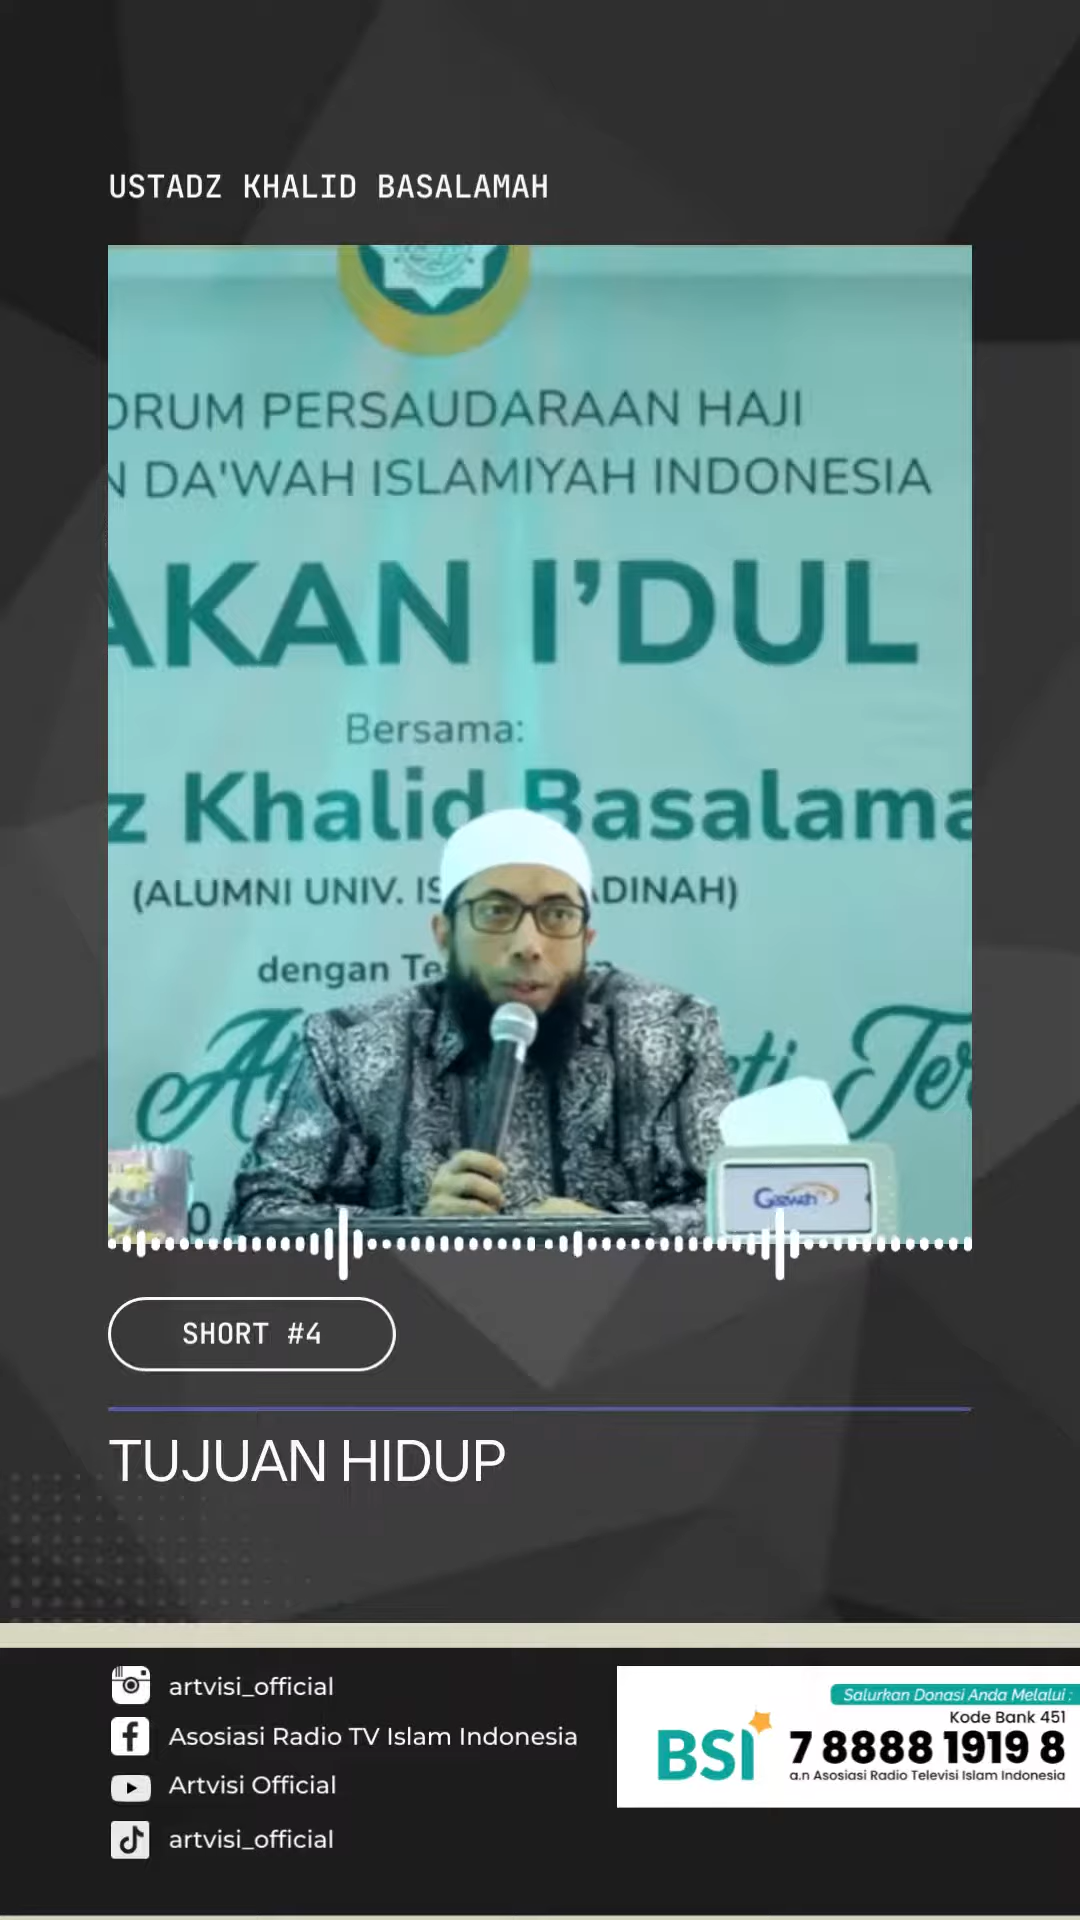 USTADZ KHALID BASALAMAH
ORUM PERSAUDARAAN HAJI
N DA'WAH ISLAMIYAH INDONESIA
AKAN I'DUL
Bersama:
z Khalid Basalama
(ALUMNI UNIV. IS ADINAH)
dengan Te
SHORT #4
TUJUAN HIDUP
artvisi_official
Asosiasi Radio TV Islam Indonesia
Artvisi Official
artvisi_official
Salurkan Donasi Anda Melalui :
Kode Bank 451
BSI
7 8888 1919 8
a.n Asosiasi Radio Televisi Islam Indonesia